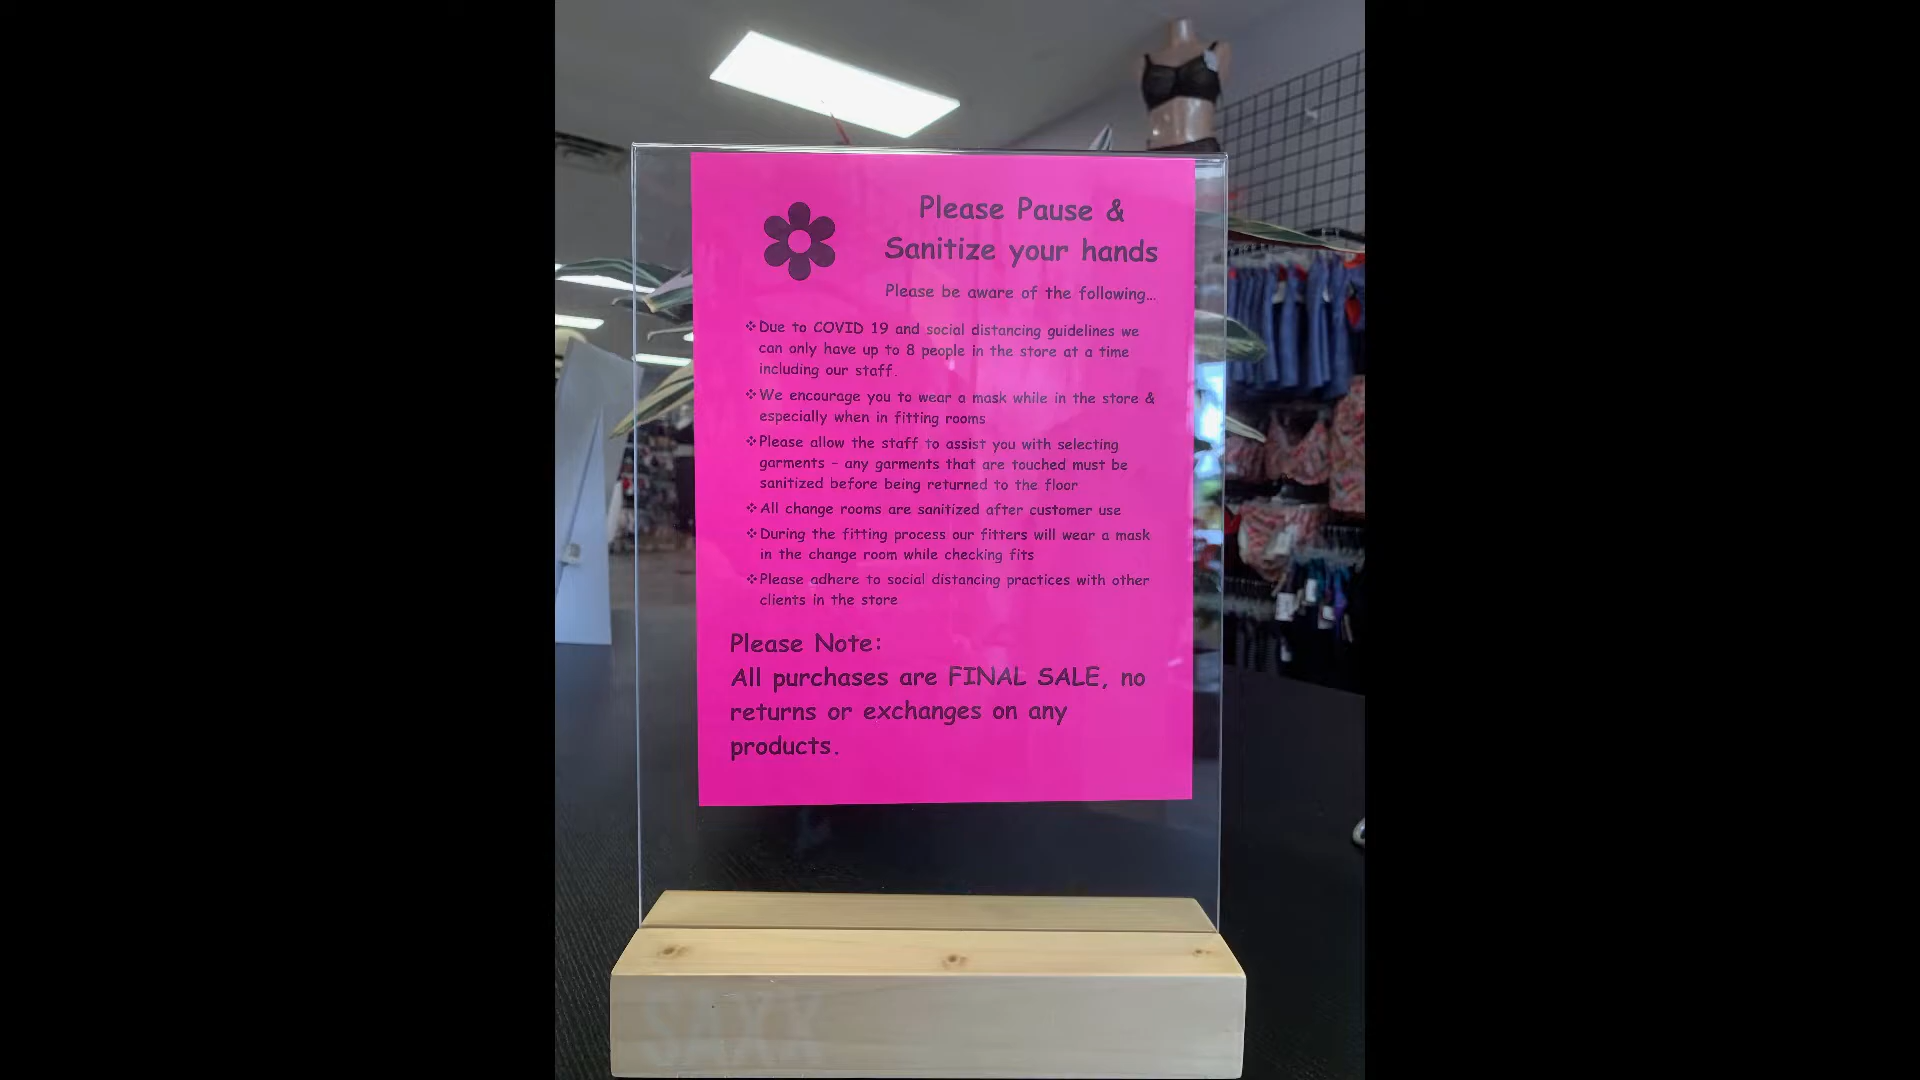 Please Pause &
Sanitize your hands
Please be aware of the following...
❖Due to COVID 19 and social distancing guidelines we
can only have up to 8 people in the store at a time
including our staff.
❖We encourage you to wear a mask while in the store &
especially when in fitting rooms
❖Please allow the staff to assist you with selecting
garments – any garments that are touched must be
sanitized before being returned to the floor
❖All change rooms are sanitized after customer use
❖During the fitting process our fitters will wear a mask
in the change room while checking fits
❖Please adhere to social distancing practices with other
clients in the store
Please Note:
All purchases are FINAL SALE, no
returns or exchanges on any
products.
SAXX